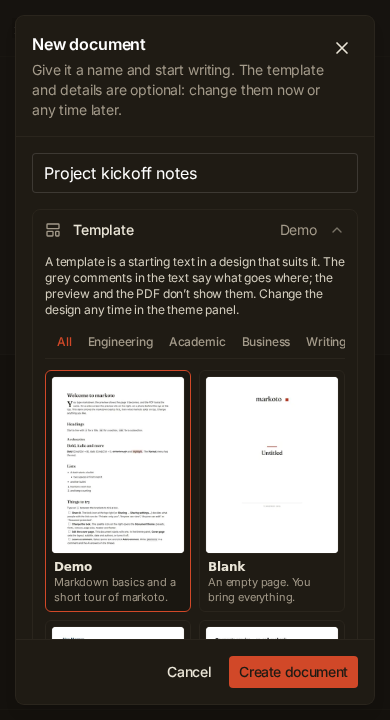 New document
Give it a name and start writing. The template
and details are optional: change them now or
any time later.
Project kickoff notes
Template
Demo
A template is a starting text in a design that suits it. The
grey comments in the text say what goes where; the
preview and the PDF don't show them. Change the
design any time in the theme panel.
All Engineering Academic Business Writing
Welcome to markoto
Headings
Bold, italic and more
Lists
Things to try
markoto
Untitled
Demo
Markdown basics and a
short tour of markoto.
Blank
An empty page. You
bring everything.
Cancel
Create document